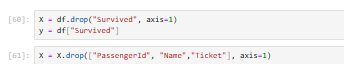 [60]: X = df.drop("Survived", axis=1)
y = df["Survived"]
[61]: X = X.drop(["PassengerId", "Name","Ticket"], axis=1)